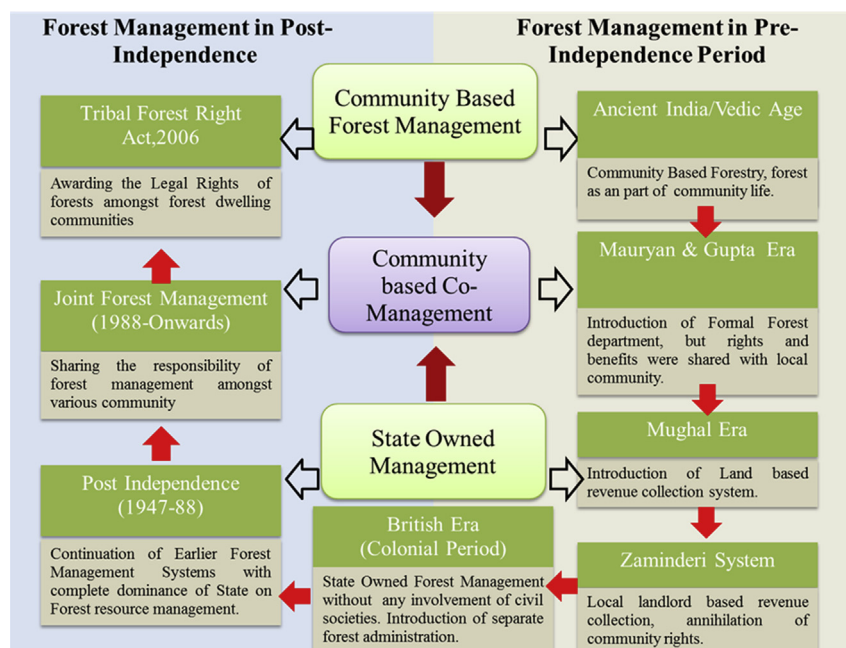 Forest Management in Post-
Independence
Forest Management in Pre-
Independence Period
Community Based
Forest Management
Tribal Forest Right
Act,2006
Awarding the Legal Rights of
forests amongst forest dwelling
communities
Ancient India/Vedic Age
Community Based Forestry, forest
as an part of community life.
Community
based Co-
Management
Joint Forest Management
(1988-Onwards)
Sharing the responsibility of
forest management amongst
various community
Mauryan & Gupta Era
Introduction of Formal Forest
department, but rights and
benefits were shared with local
community.
State Owned
Management
Mughal Era
Introduction of Land based
revenue collection system.
Post Independence
(1947-88)
Continuation of Earlier Forest
Management Systems with
complete dominance of State on
Forest resource management.
British Era
(Colonial Period)
State Owned Forest Management
without any involvement of civil
societies. Introduction of separate
forest administration.
Zaminderi System
Local landlord based revenue
collection, annihilation of
community rights.